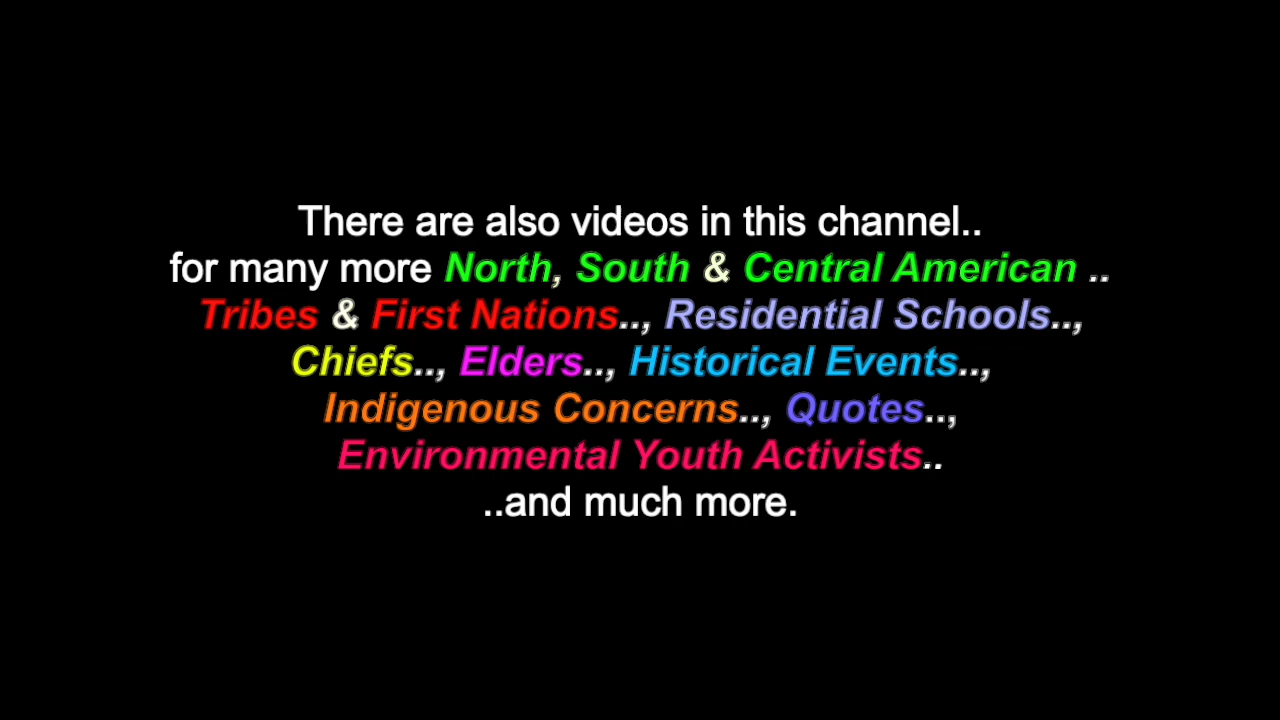 There are also videos in this channel..
for many more North, South & Central American ..
Tribes & First Nations.., Residential Schools..,
Chiefs.., Elders.., Historical Events..,
Indigenous Concerns.., Quotes..,
Environmental Youth Activists..
..and much more.